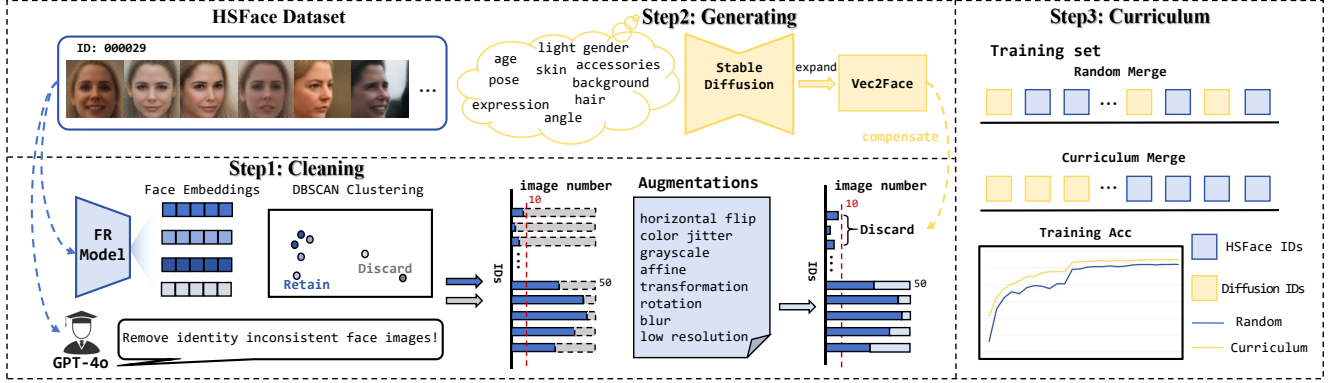 HSFace Dataset
ID: 000029
...
Step2: Generating
light gender
age
accessories
skin
pose
background
hair
expression
angle
Stable
Diffusion
expand
Vec2Face
compensate
Step1: Cleaning
Face Embeddings
DBSCAN Clustering
FR
Model
Retain
Discard
GPT-4o
Remove identity inconsistent face images!
image number
10
IDs
50
Augmentations
horizontal flip
color jitter
grayscale
affine
transformation
rotation
blur
low resolution
image number
10
Discard
IDs
50
Step3: Curriculum
Training set
Random Merge
...
Curriculum Merge
...
Training Acc
HSFace IDs
Diffusion IDs
Random
Curriculum